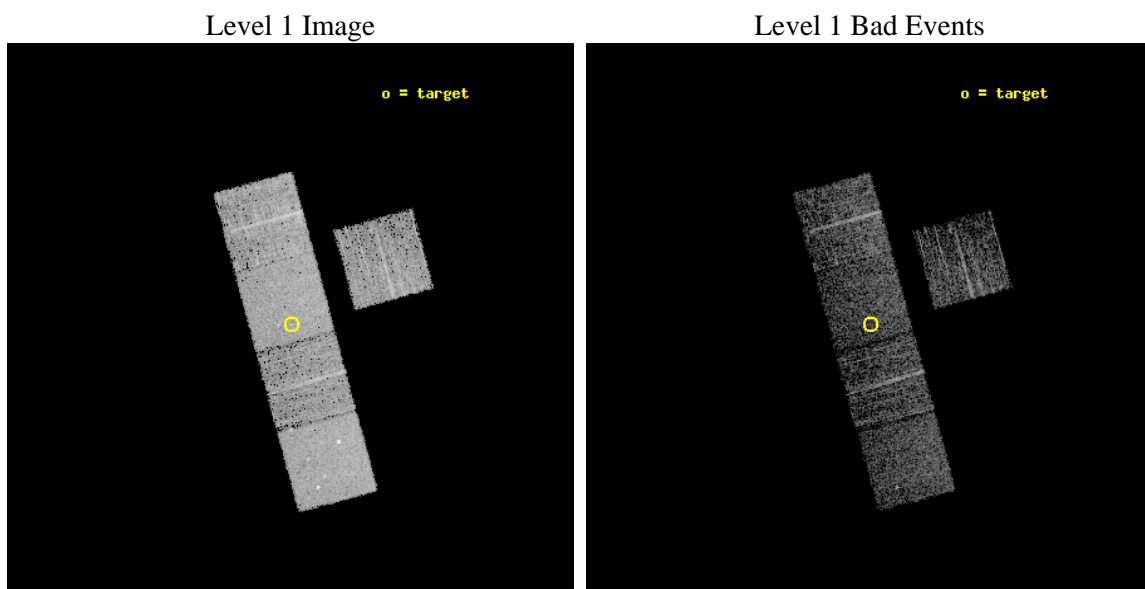 Level 1 Image
Level 1 Bad Events
o = target
o = target